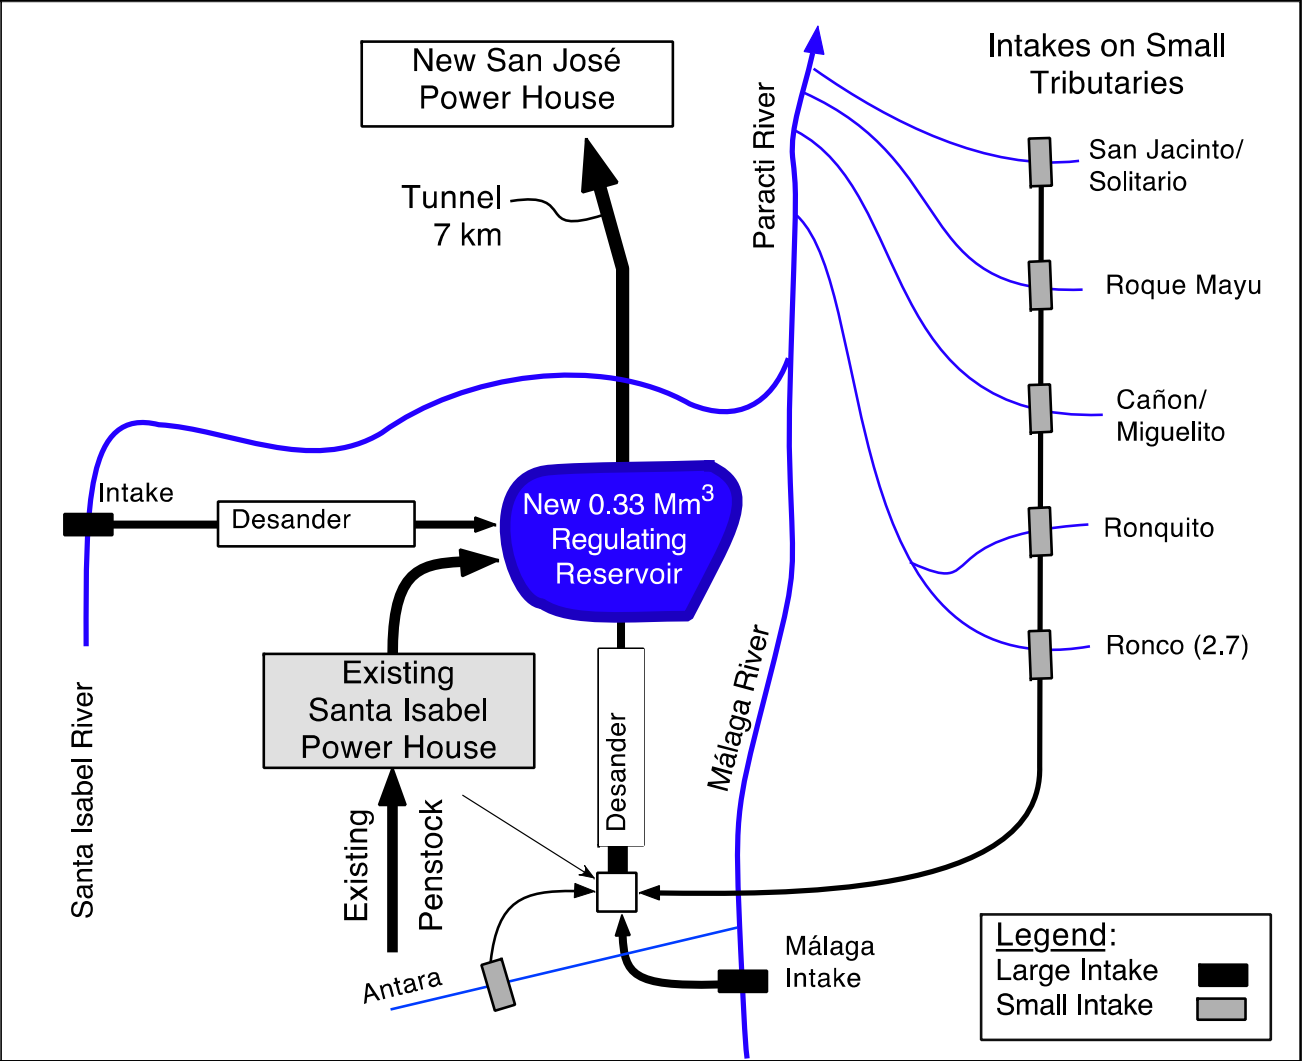 New San José
Power House
Intakes on Small
Tributaries
Paracti River
San Jacinto/
Solitario
Tunnel
7 km
Roque Mayu
Cañon/
Miguelito
Intake
Desander
New 0.33 Mm³
Regulating
Reservoir
Ronquito
Ronco (2.7)
Existing
Santa Isabel
Power House
Málaga River
Desander
Santa Isabel River
Existing
Penstock
Antara
Málaga
Intake
Legend:
Large Intake
Small Intake